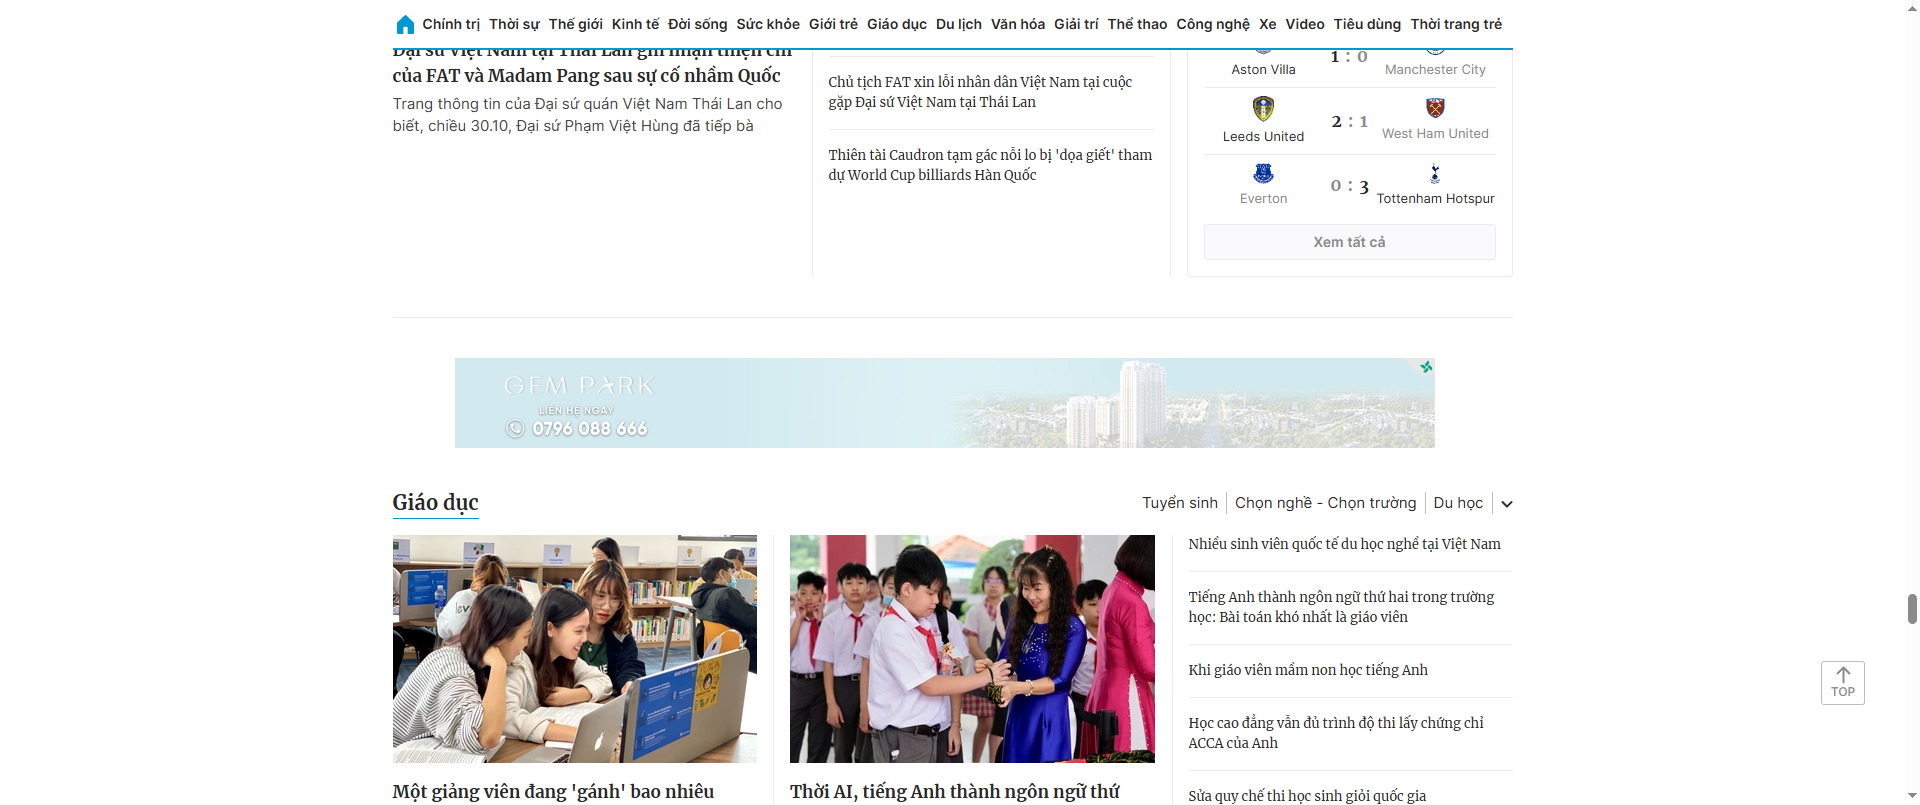 Chính trị Thời sự Thế giới Kinh tế Đời sống Sức khỏe Giới trẻ Giáo dục Du lịch Văn hóa Giải trí Thể thao Công nghệ Xe Video Tiêu dùng Thời trang trẻ
Đại sứ Việt Nam tại Thái Lan ghi nhận thiện chí
của FAT và Madam Pang sau sự cố nhầm Quốc
Trang thông tin của Đại sứ quán Việt Nam Thái Lan cho
biết, chiều 30.10, Đại sứ Phạm Việt Hùng đã tiếp bà
Chủ tịch FAT xin lỗi nhân dân Việt Nam tại cuộc
gặp Đại sứ Việt Nam tại Thái Lan
Thiên tài Caudron tạm gác nỗi lo bị 'dọa giết' tham
dự World Cup billiards Hàn Quốc
Aston Villa 1 : 0 Manchester City
Leeds United 2 : 1 West Ham United
Everton 0 : 3 Tottenham Hotspur
Xem tất cả
GEM PARK
LIÊN HỆ NGAY
0796 088 666
Giáo dục
Tuyển sinh Chọn nghề - Chọn trường Du học
Một giảng viên đang 'gánh' bao nhiêu
Thời AI, tiếng Anh thành ngôn ngữ thứ
Nhiều sinh viên quốc tế du học nghề tại Việt Nam
Tiếng Anh thành ngôn ngữ thứ hai trong trường
học: Bài toán khó nhất là giáo viên
Khi giáo viên mầm non học tiếng Anh
Học cao đẳng vẫn đủ trình độ thi lấy chứng chỉ
ACCA của Anh
Sửa quy chế thi học sinh giỏi quốc gia
TOP